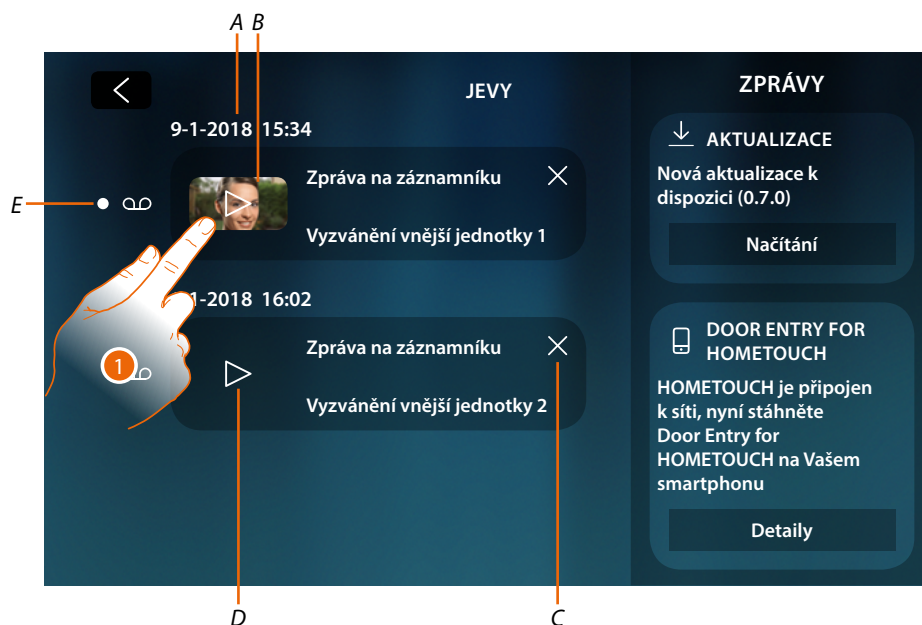 A B
JEVY
9-1-2018 15:34
Zpráva na záznamníku
Vyzvánění vnější jednotky 1
E
1-2018 16:02
Zpráva na záznamníku
1
Vyzvánění vnější jednotky 2
D
C
ZPRÁVY
AKTUALIZACE
Nová aktualizace k
dispozici (0.7.0)
Načítání
DOOR ENTRY FOR
HOMETOUCH
HOMETOUCH je připojen
k síti, nyní stáhněte
Door Entry for
HOMETOUCH na Vašem
smartphonu
Detaily